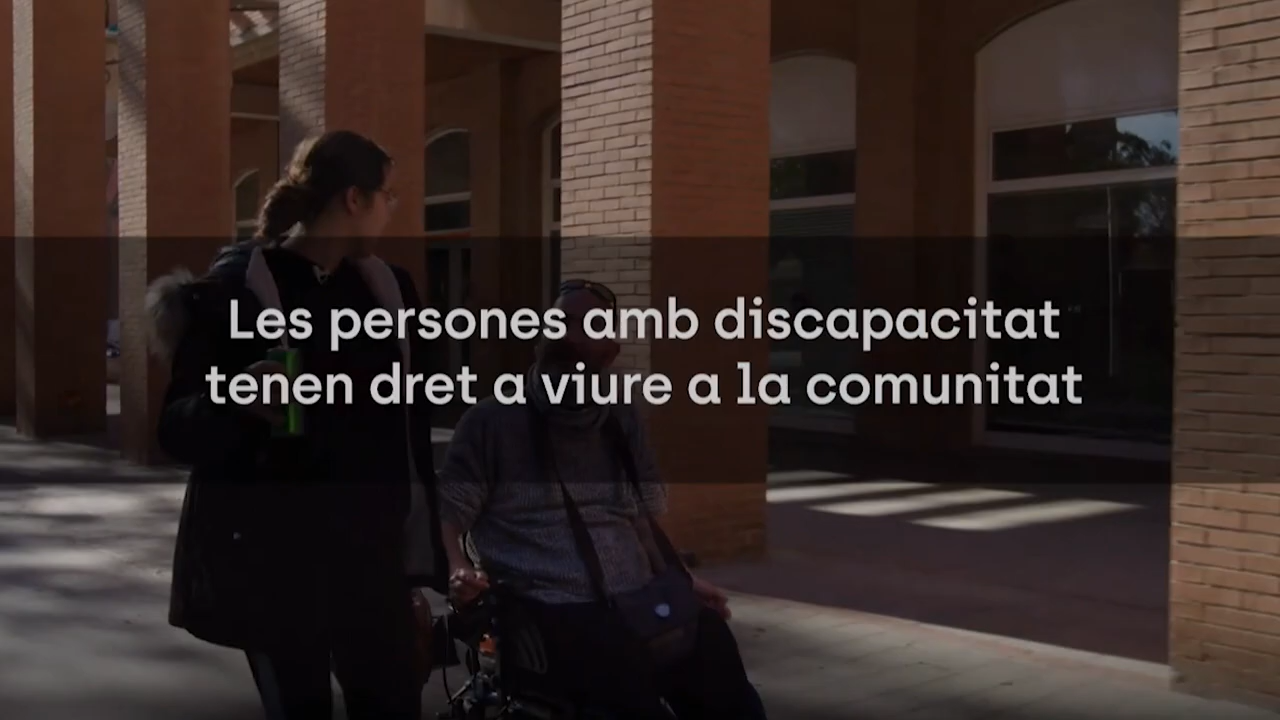 Les persones amb discapacitat
tenen dret a viure a la comunitat